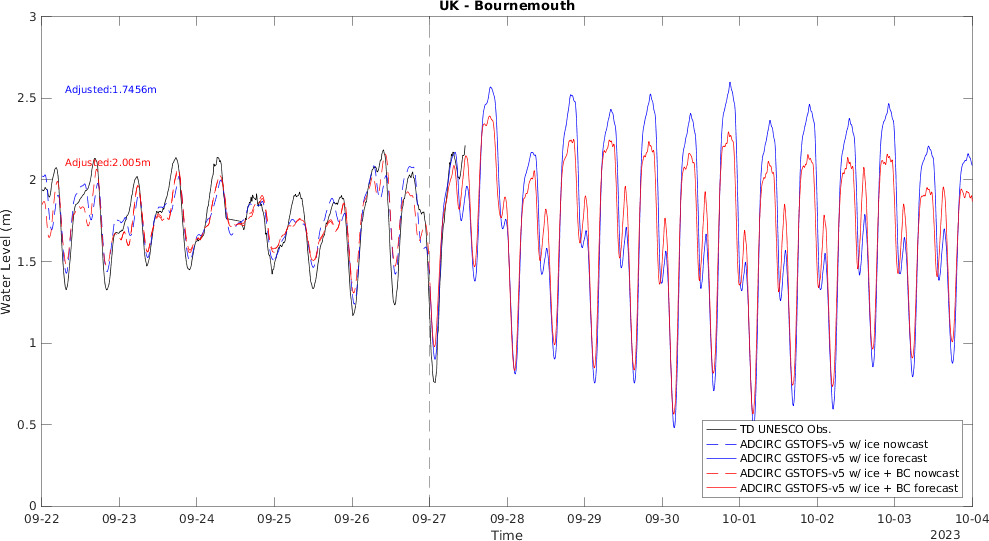 UK - Bournemouth
3
2.5
2
1.5
1
0.5
0
Water Level (m)
Adjusted:1.7456m
Adjusted:2.005m
TD UNESCO Obs.
ADCIRC GSTOFS-v5 w/ ice nowcast
ADCIRC GSTOFS-v5 w/ ice forecast
ADCIRC GSTOFS-v5 w/ ice + BC nowcast
ADCIRC GSTOFS-v5 w/ ice + BC forecast
09-22 09-23 09-24 09-25 09-26 09-27 09-28 09-29 09-30 10-01 10-02 10-03 10-04
Time
2023